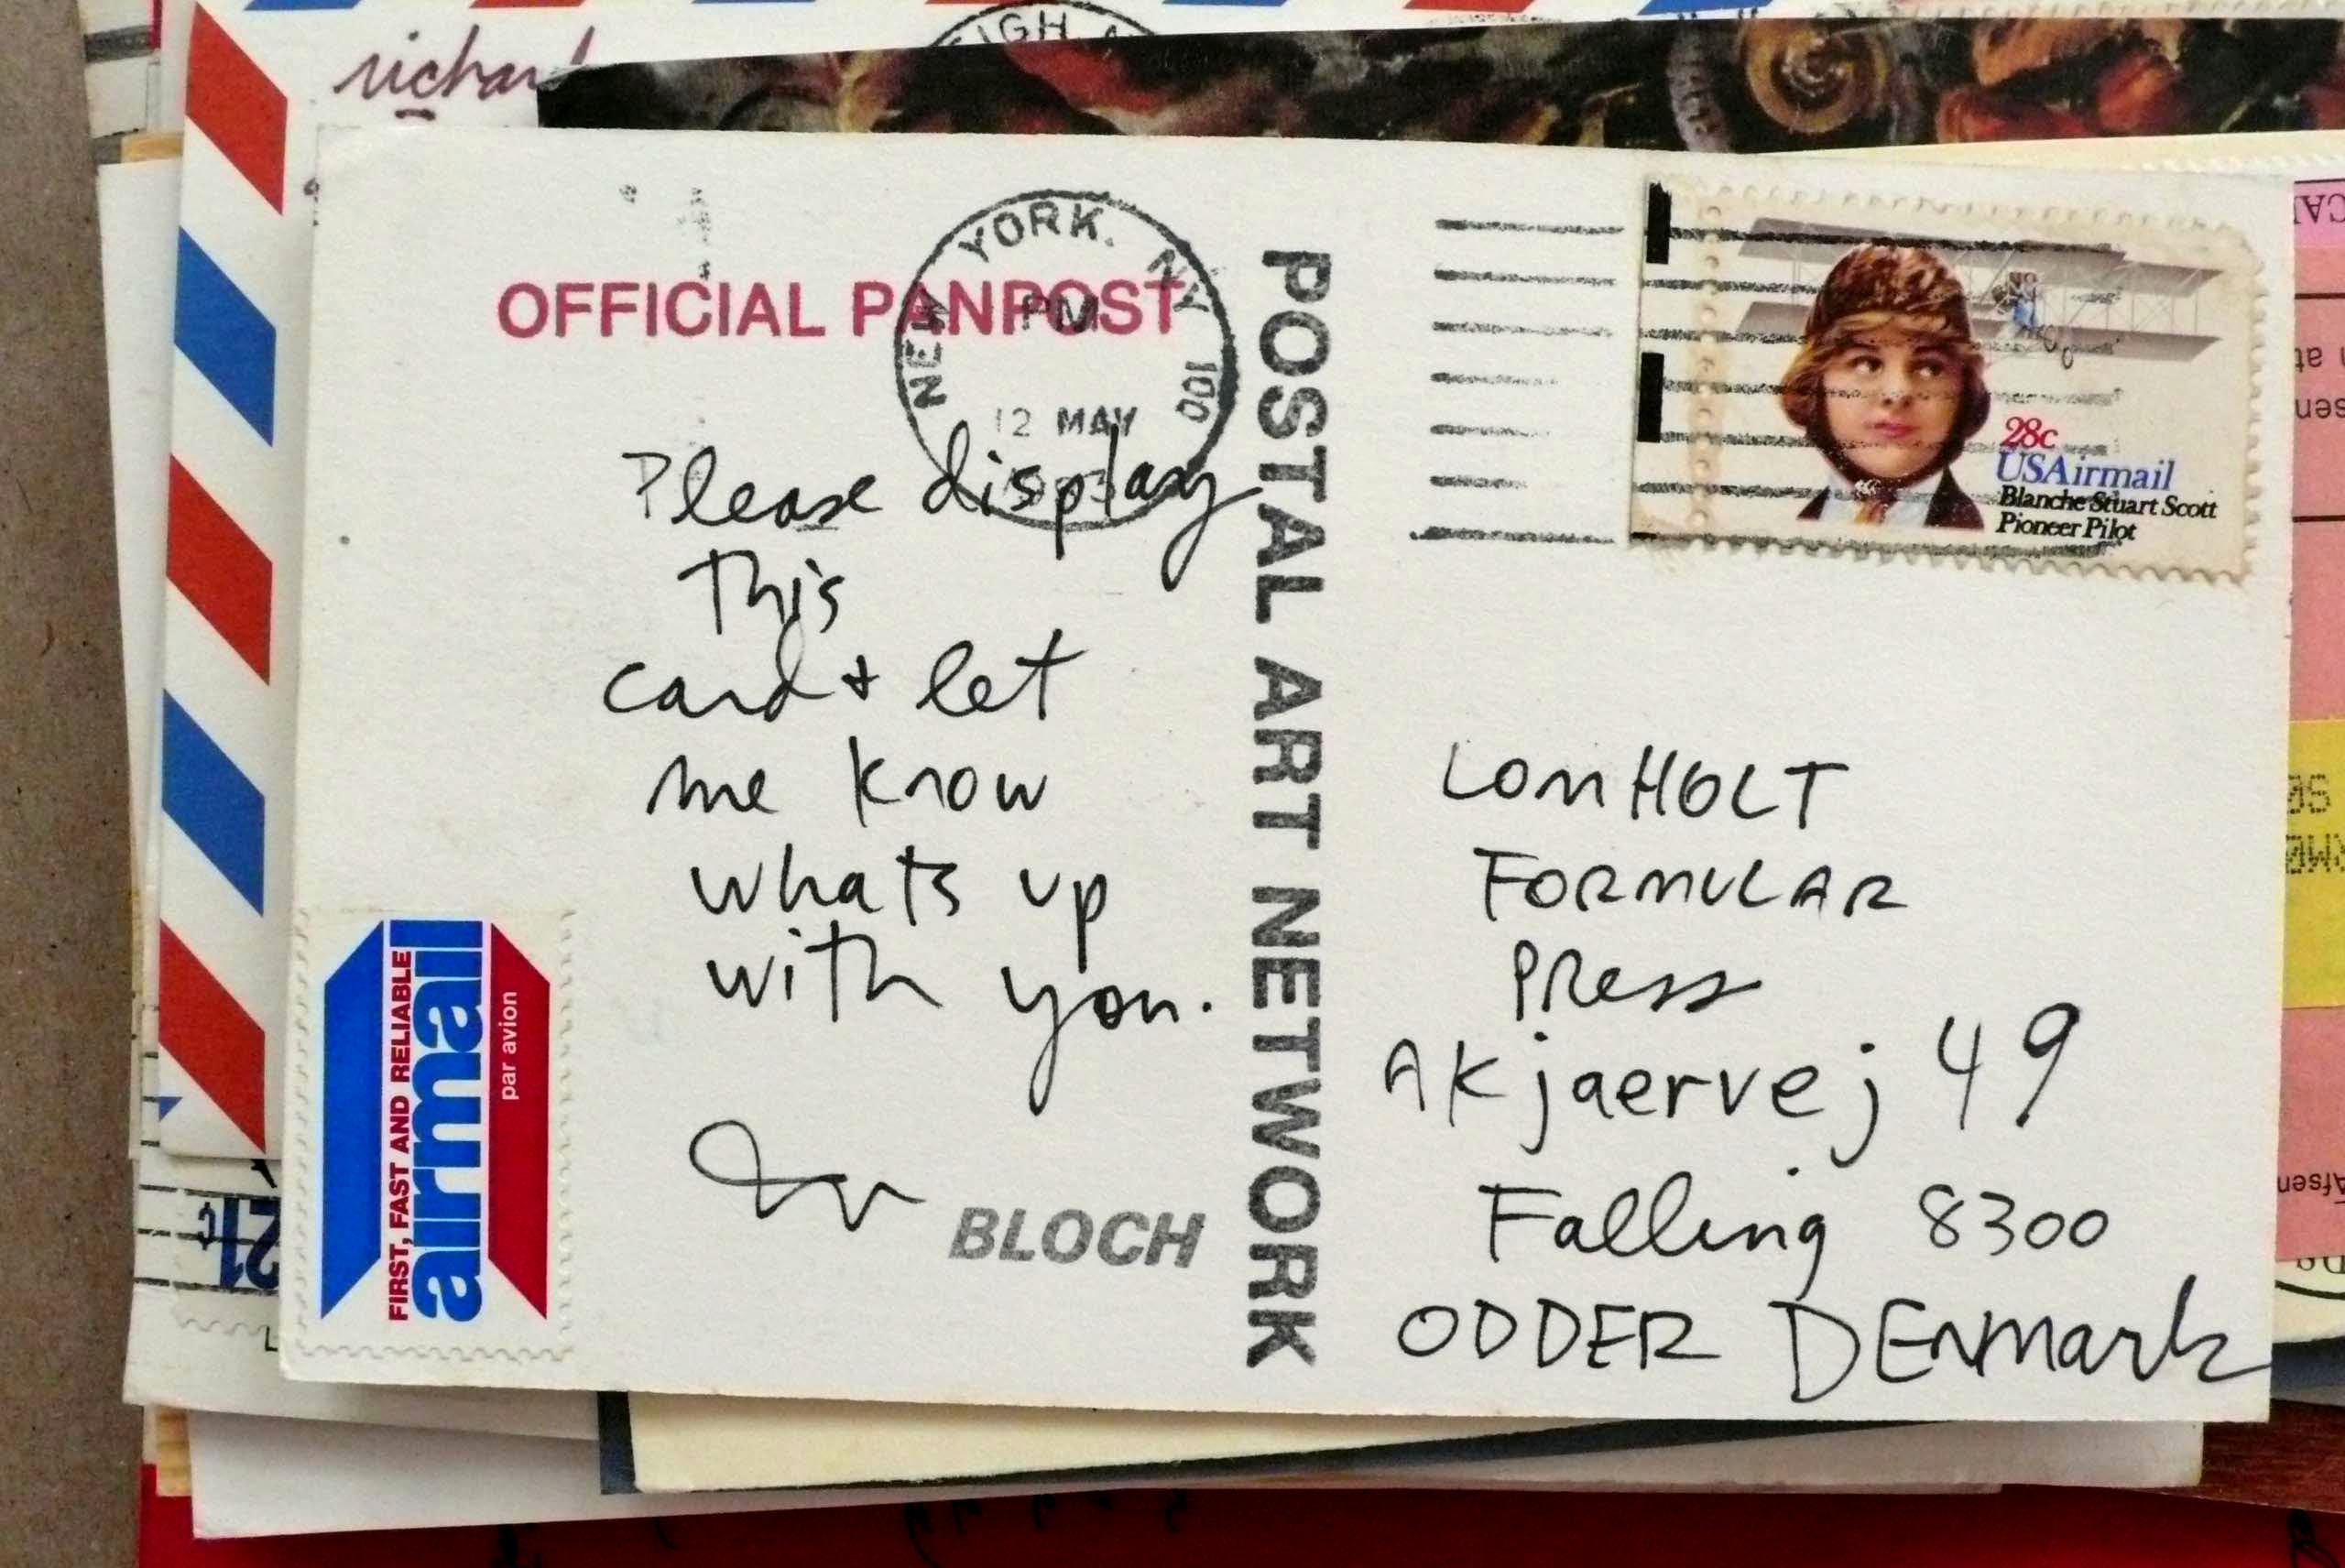 richard
OFFICIAL PANPOST
NEW YORK, NY 100
PM
12 MAY
Please display
This
card + let
me know
whats up
with you.
BLOCH
FIRST, FAST AND RELIABLE
airmail
par avion
POSTAL ART NETWORK
28c
USAirmail
Blanche Stuart Scott
Pioneer Pilot
LomHOLT
FORMULAR
Press
AKjaervej 49
Falling 8300
ODDER DENmark
21c